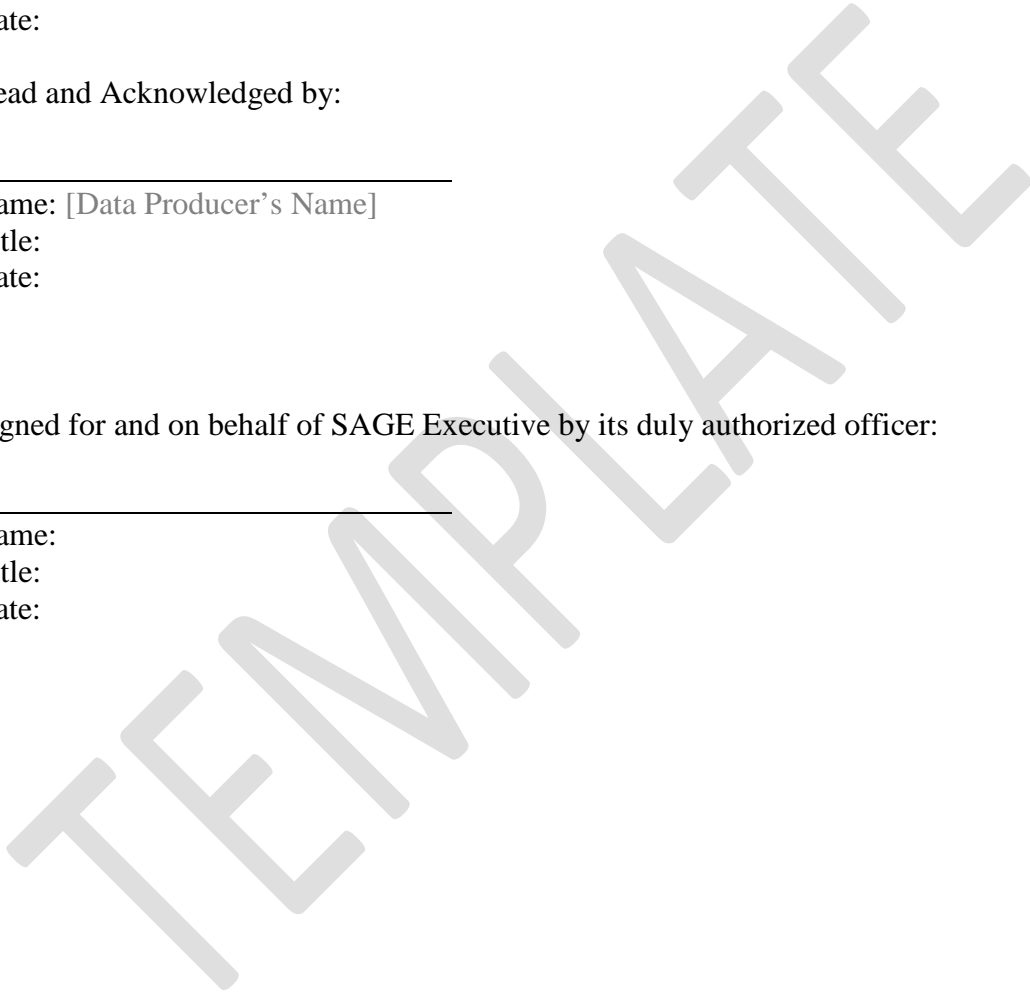 ate:
ead and Acknowledged by:
ame: [Data Producer’s Name]
tle:
ate:
gned for and on behalf of SAGE Executive by its duly authorized officer:
ame:
tle:
ate:
TEMPLATE